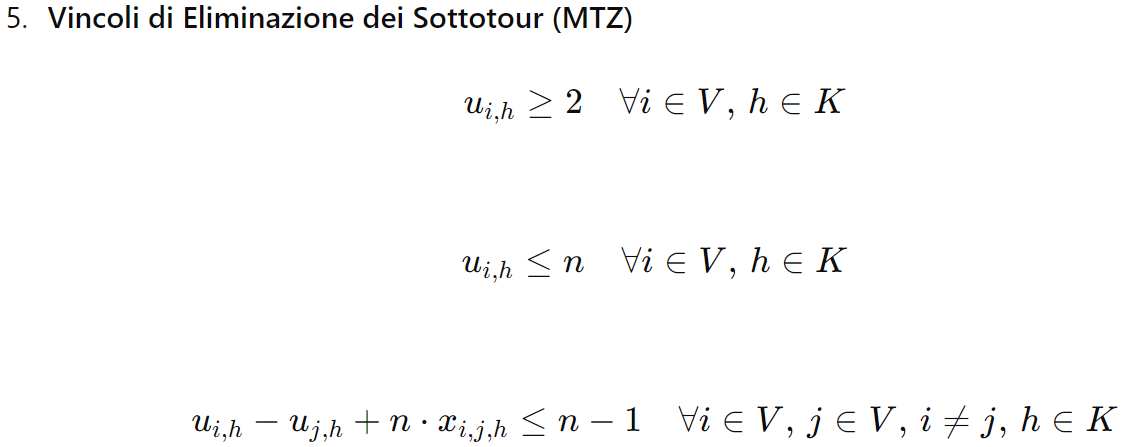 5. Vincoli di Eliminazione dei Sottotour (MTZ)
u_{i,h} ≥ 2 ∀i ∈ V, h ∈ K
u_{i,h} ≤ n ∀i ∈ V, h ∈ K
u_{i,h} − u_{j,h} + n · x_{i,j,h} ≤ n − 1 ∀i ∈ V, j ∈ V, i ≠ j, h ∈ K